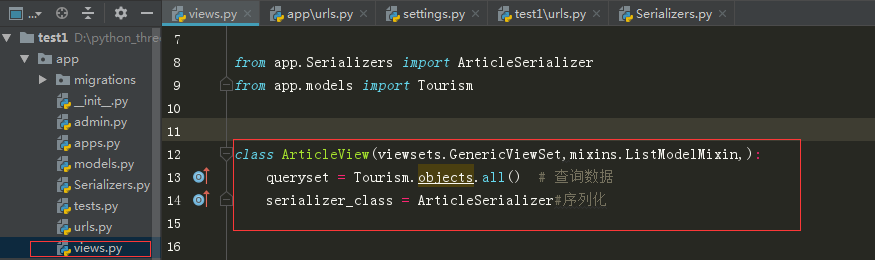 views.py × app\urls.py × settings.py × test1\urls.py × Serializers.py ×
test1 D:\python_thre
app
migrations
__init__.py
admin.py
apps.py
models.py
Serializers.py
tests.py
urls.py
views.py
7
8 from app.Serializers import ArticleSerializer
9 from app.models import Tourism
10
11
12 class ArticleView(viewsets.GenericViewSet,mixins.ListModelMixin,):
13 queryset = Tourism.objects.all() # 查询数据
14 serializer_class = ArticleSerializer#序列化
15
16